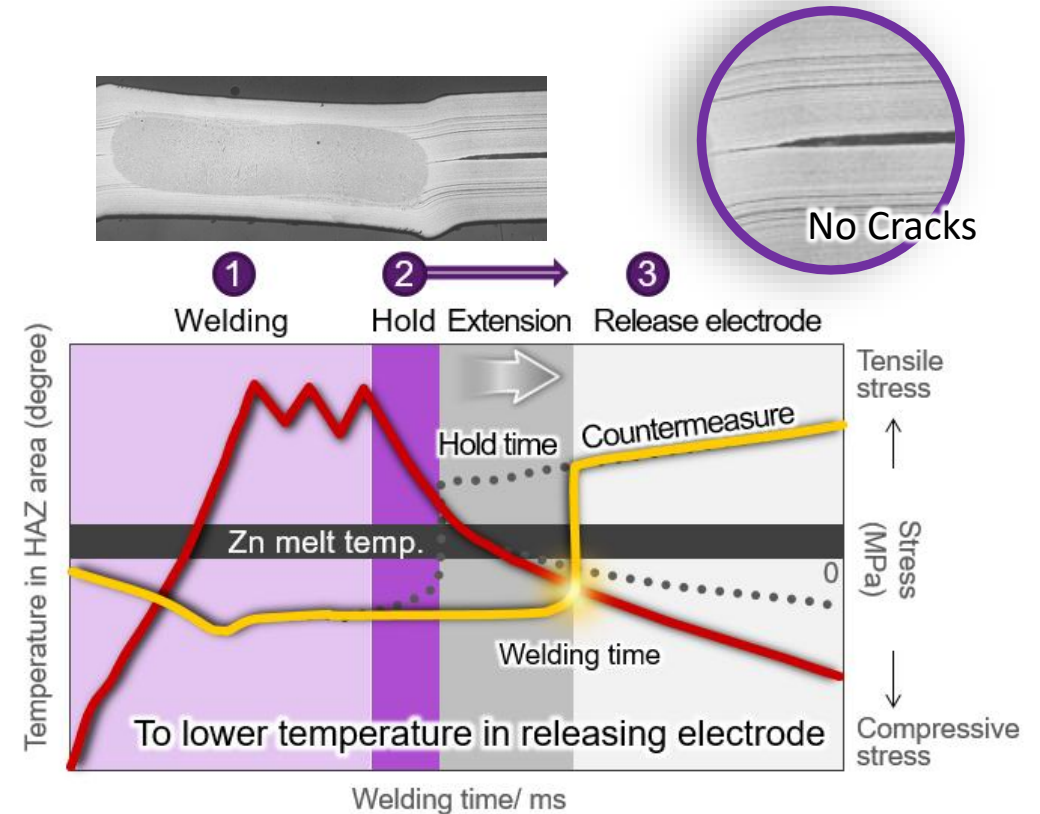 No Cracks
1
2
3
Welding
Hold
Extension
Release electrode
Temperature in HAZ area (degree)
Tensile
stress
Countermeasure
Hold time
Zn melt temp.
Stress
(MPa)
0
Welding time
To lower temperature in releasing electrode
Compressive
stress
Welding time/ ms